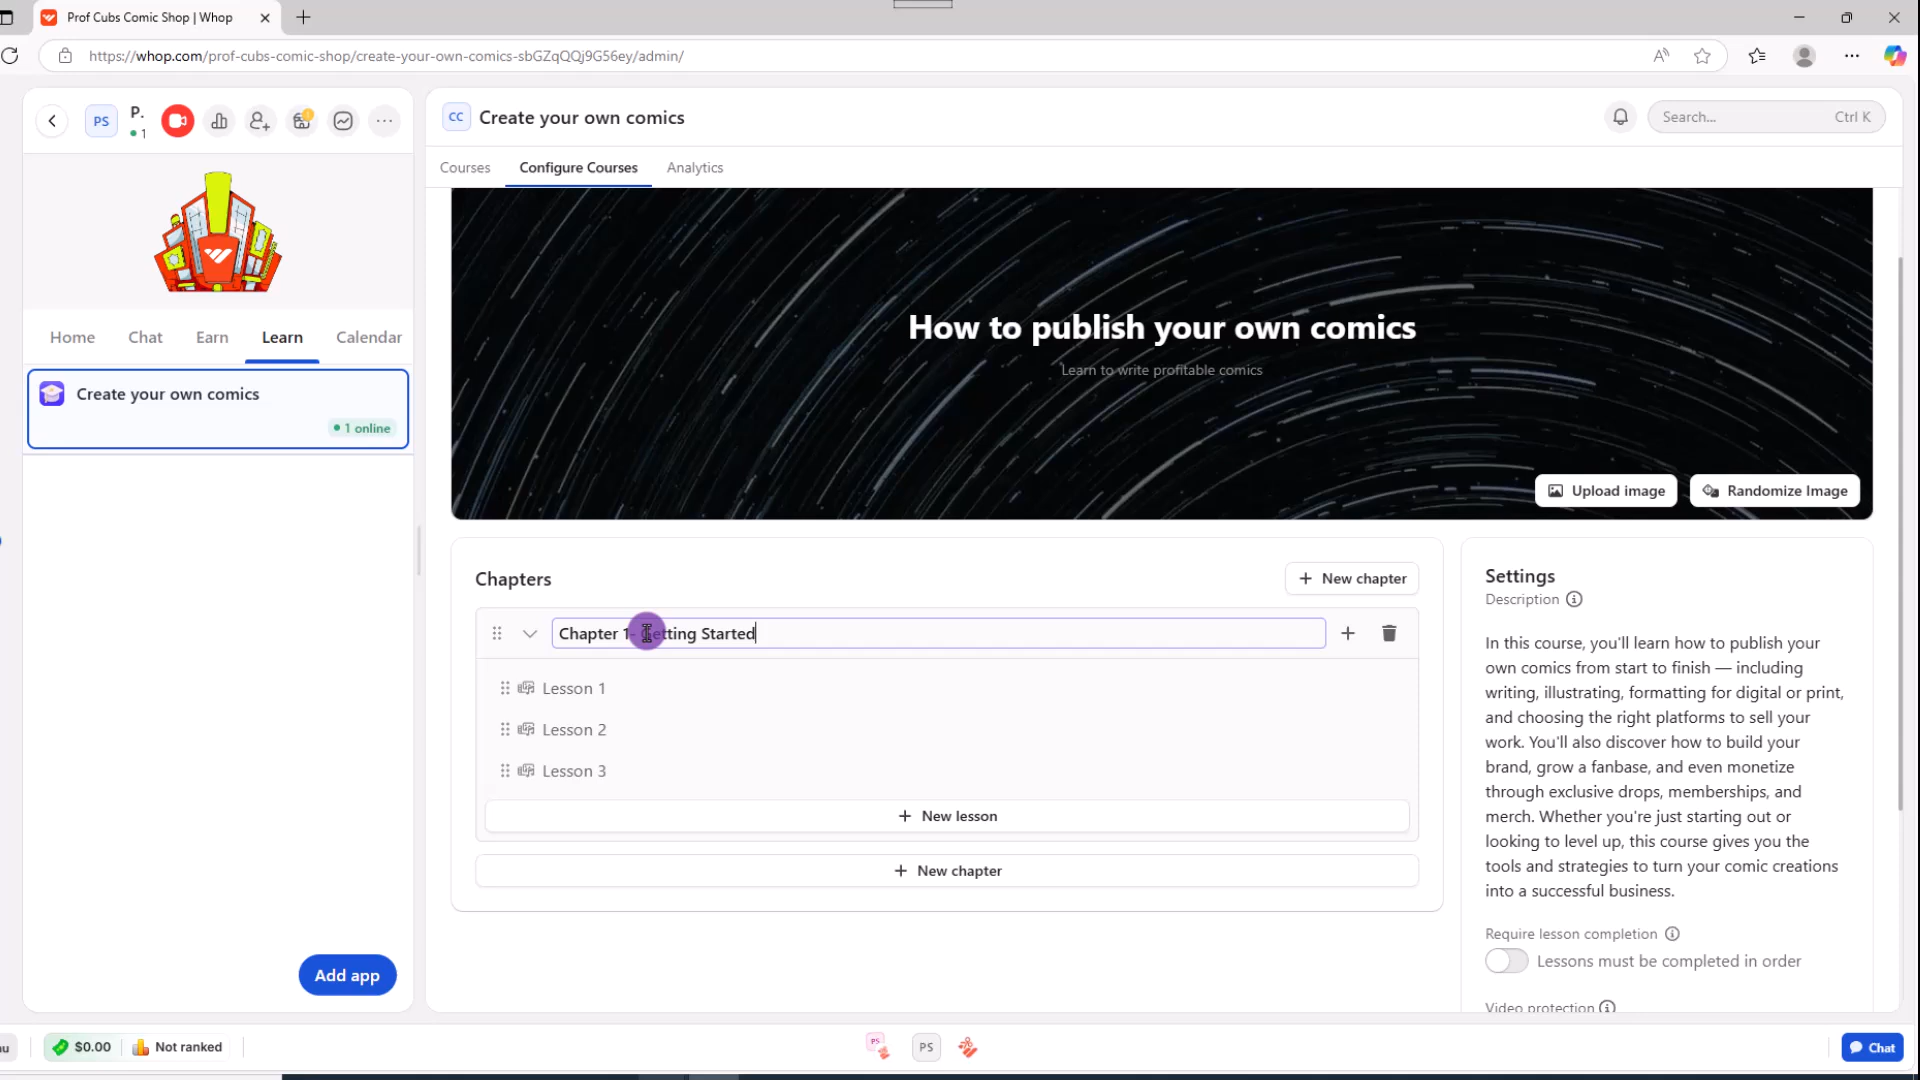 Prof Cubs Comic Shop | Whop
https://whop.com/prof-cubs-comic-shop/create-your-own-comics-sbGZqQQj9G56ey/admin/
PS
P.
1
CC
Create your own comics
Search...
Ctrl K
Courses
Configure Courses
Analytics
Home
Chat
Earn
Learn
Calendar
Create your own comics
1 online
How to publish your own comics
Learn to write profitable comics
Upload image
Randomize Image
Chapters
New chapter
Chapter 1- Getting Started
Lesson 1
Lesson 2
Lesson 3
New lesson
New chapter
Settings
Description
In this course, you'll learn how to publish your
own comics from start to finish — including
writing, illustrating, formatting for digital or print,
and choosing the right platforms to sell your
work. You'll also discover how to build your
brand, grow a fanbase, and even monetize
through exclusive drops, memberships, and
merch. Whether you're just starting out or
looking to level up, this course gives you the
tools and strategies to turn your comic creations
into a successful business.
Require lesson completion
Lessons must be completed in order
Video protection
Add app
$0.00
Not ranked
PS
PS
Chat